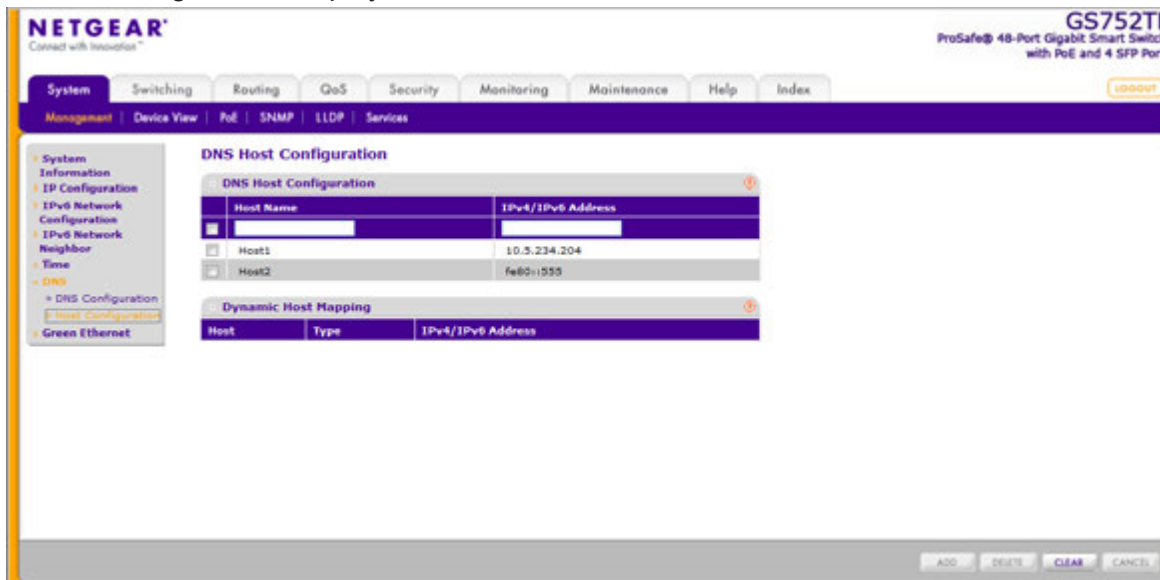 NETGEAR®
Connect with Innovation™
GS752T
ProSafe® 48-Port Gigabit Smart Switc
with PoE and 4 SFP Por
System Switching Routing QoS Security Monitoring Maintenance Help Index LOGOUT
Management | Device View | PoE | SNMP | LLDP | Services
System
Information
IP Configuration
IPv6 Network
Configuration
IPv6 Network
Neighbor
Time
DNS
» DNS Configuration
» Host Configuration
Green Ethernet
DNS Host Configuration
DNS Host Configuration
Host Name IPv4/IPv6 Address
Host1 10.5.234.204
Host2 fe80::555
Dynamic Host Mapping
Host Type IPv4/IPv6 Address
ADD DELETE CLEAR CANCEL